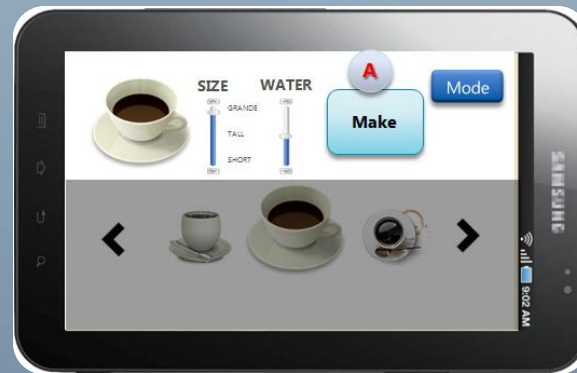 SIZE
WATER
A
Mode
GRANDE
TALL
SHORT
Make
SAMSUNG
9:02 AM